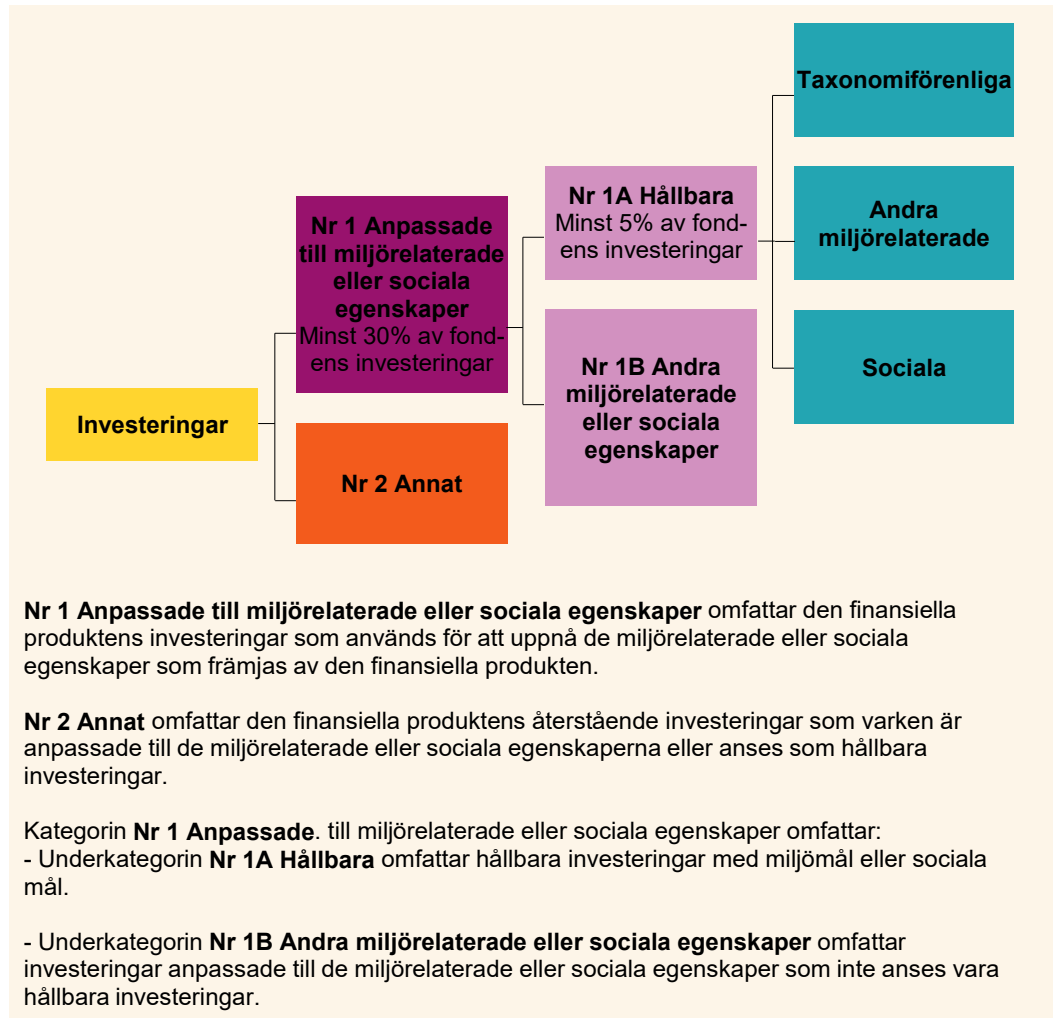 Taxonomiförenliga
Nr 1A Hållbara
Minst 5% av fond-
ens investeringar
Andra
miljörelaterade
Nr 1 Anpassade
till miljörelaterade
eller sociala
egenskaper
Minst 30% av fond-
ens investeringar
Nr 1B Andra
miljörelaterade
eller sociala
egenskaper
Sociala
Investeringar
Nr 2 Annat
Nr 1 Anpassade till miljörelaterade eller sociala egenskaper omfattar den finansiella
produktens investeringar som används för att uppnå de miljörelaterade eller sociala
egenskaper som främjas av den finansiella produkten.
Nr 2 Annat omfattar den finansiella produktens återstående investeringar som varken är
anpassade till de miljörelaterade eller sociala egenskaperna eller anses som hållbara
investeringar.
Kategorin Nr 1 Anpassade. till miljörelaterade eller sociala egenskaper omfattar:
- Underkategorin Nr 1A Hållbara omfattar hållbara investeringar med miljömål eller sociala
mål.
- Underkategorin Nr 1B Andra miljörelaterade eller sociala egenskaper omfattar
investeringar anpassade till de miljörelaterade eller sociala egenskaper som inte anses vara
hållbara investeringar.